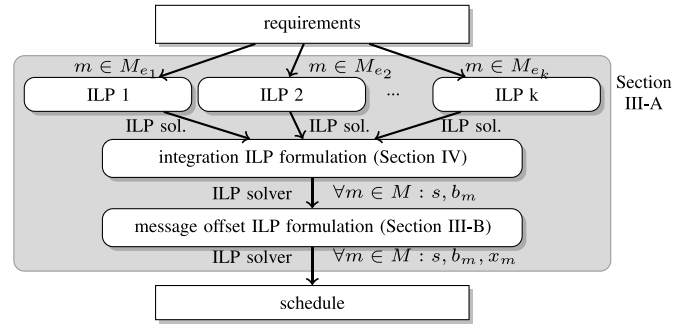 requirements
m ∈ M_{e_1} m ∈ M_{e_2} m ∈ M_{e_k}
ILP 1 ILP 2 ... ILP k
Section
III-A
ILP sol. ILP sol. ILP sol.
integration ILP formulation (Section IV)
ILP solver ∀m ∈ M : s, b_m
message offset ILP formulation (Section III-B)
ILP solver ∀m ∈ M : s, b_m, x_m
schedule